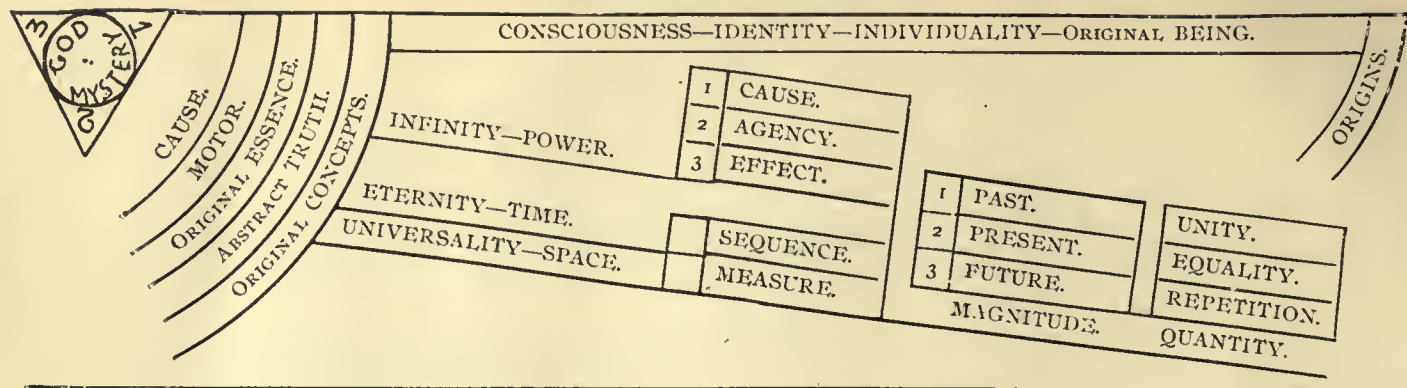 3
1
2
GOD
:
MYSTERY
CAUSE.
MOTOR.
ORIGINAL ESSENCE.
ABSTRACT TRUTH.
ORIGINAL CONCEPTS.
CONSCIOUSNESS—IDENTITY—INDIVIDUALITY—ORIGINAL BEING.
ORIGINS.
INFINITY—POWER.
1 CAUSE.
2 AGENCY.
3 EFFECT.
ETERNITY—TIME.
SEQUENCE.
1 PAST.
2 PRESENT.
3 FUTURE.
UNITY.
EQUALITY.
REPETITION.
UNIVERSALITY—SPACE.
MEASURE.
MAGNITUDE.
QUANTITY.